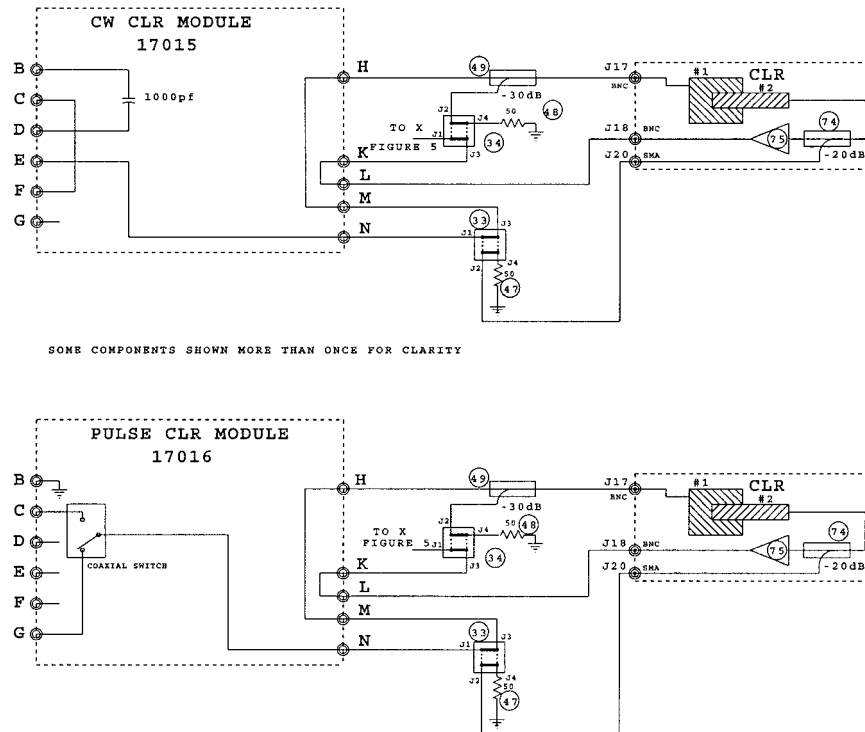 CW CLR MODULE
17015
B
C
D
E
F
G
1000pf
H
K
L
M
N
49
-30dB
J2
J4
50
48
TO X
FIGURE 5
J1
J3
34
33
J1
J3
J2
J4
50
47
J17
BNC
J18
BNC
J20
SMA
CLR
#1
#2
74
75
-20dB
SOME COMPONENTS SHOWN MORE THAN ONCE FOR CLARITY
PULSE CLR MODULE
17016
B
C
D
E
F
G
COAXIAL SWITCH
H
K
L
M
N
49
-30dB
J2
J4
50
48
TO X
FIGURE 5
J1
J3
34
33
J1
J3
J2
J4
50
47
J17
BNC
J18
BNC
J20
SMA
CLR
#1
#2
74
75
-20dB